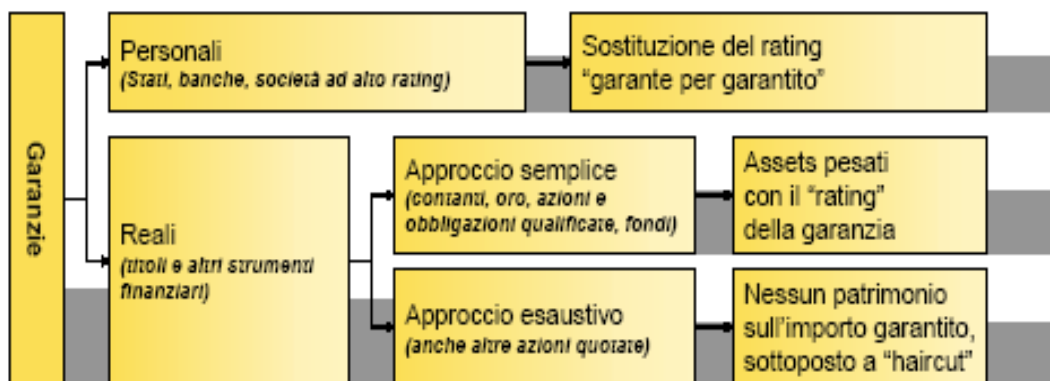 Garanzie
Personali
(Stati, banche, società ad alto rating)
Sostituzione del rating
“garante per garantito”
Reali
(titoli e altri strumenti
finanziari)
Approccio semplice
(contanti, oro, azioni e
obbligazioni qualificate, fondi)
Assets pesati
con il “rating”
della garanzia
Approccio esaustivo
(anche altre azioni quotate)
Nessun patrimonio
sull’importo garantito,
sottoposto a “haircut”